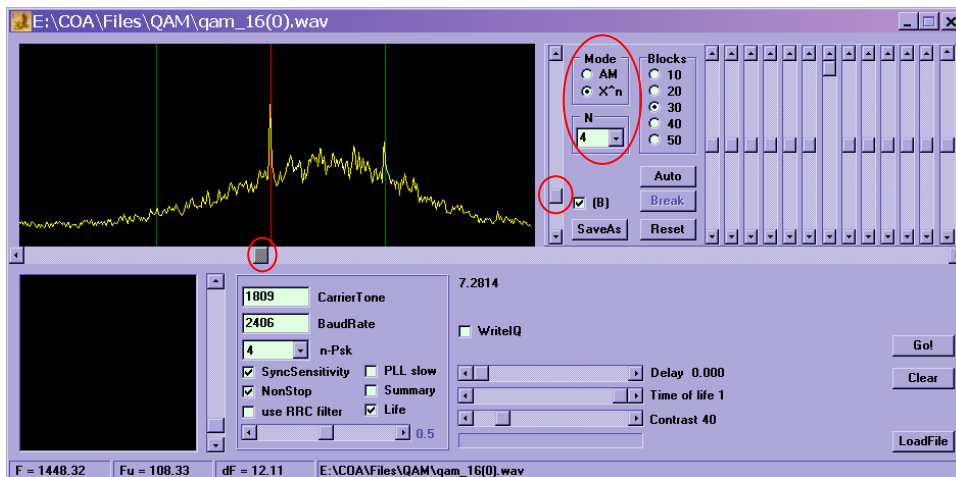 E:\COA\Files\QAM\qam_16(0).wav
Mode
AM
X^n
N
4
Blocks
10
20
30
40
50
Auto
(B)
Break
SaveAs
Reset
1809 CarrierTone
2406 BaudRate
4 n-Psk
SyncSensitivity PLL slow
NonStop Summary
use RRC filter Life
0.5
7.2814
WriteIQ
Delay 0.000
Time of life 1
Contrast 40
Go!
Clear
LoadFile
F = 1448.32 Fu = 108.33 dF = 12.11 E:\COA\Files\QAM\qam_16(0).wav